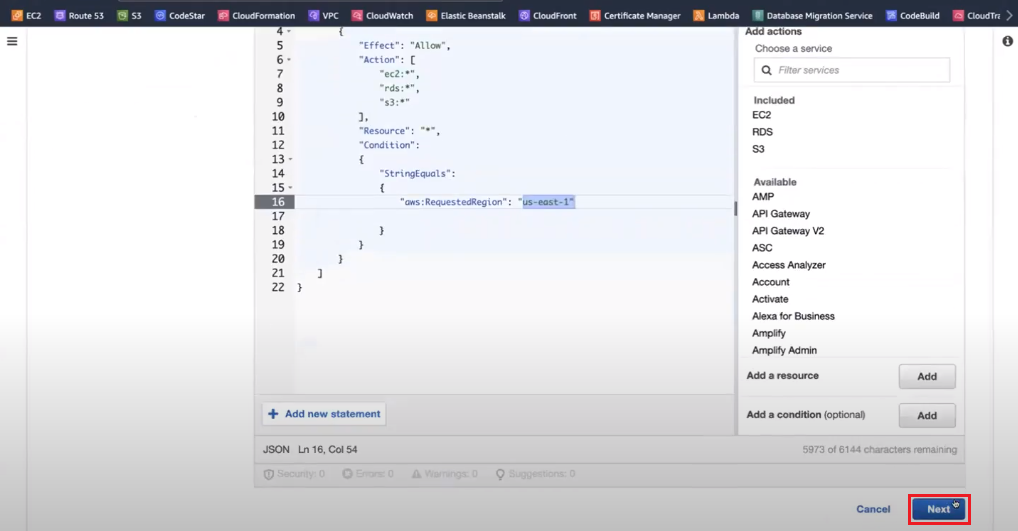 EC2 Route 53 S3 CodeStar CloudFormation VPC CloudWatch Elastic Beanstalk CloudFront Certificate Manager Lambda Database Migration Service CodeBuild CloudTra
4 {
5 "Effect": "Allow",
6 "Action": [
7 "ec2:*",
8 "rds:*",
9 "s3:*"
10 ],
11 "Resource": "*",
12 "Condition":
13 {
14 "StringEquals":
15 {
16 "aws:RequestedRegion": "us-east-1"
17
18 }
19 }
20 }
21 ]
22 }
+ Add new statement
JSON Ln 16, Col 54
5973 of 6144 characters remaining
Security: 0 Errors: 0 Warnings: 0 Suggestions: 0
Add actions
Choose a service
Filter services
Included
EC2
RDS
S3
Available
AMP
API Gateway
API Gateway V2
ASC
Access Analyzer
Account
Activate
Alexa for Business
Amplify
Amplify Admin
Add a resource Add
Add a condition (optional) Add
Cancel Next